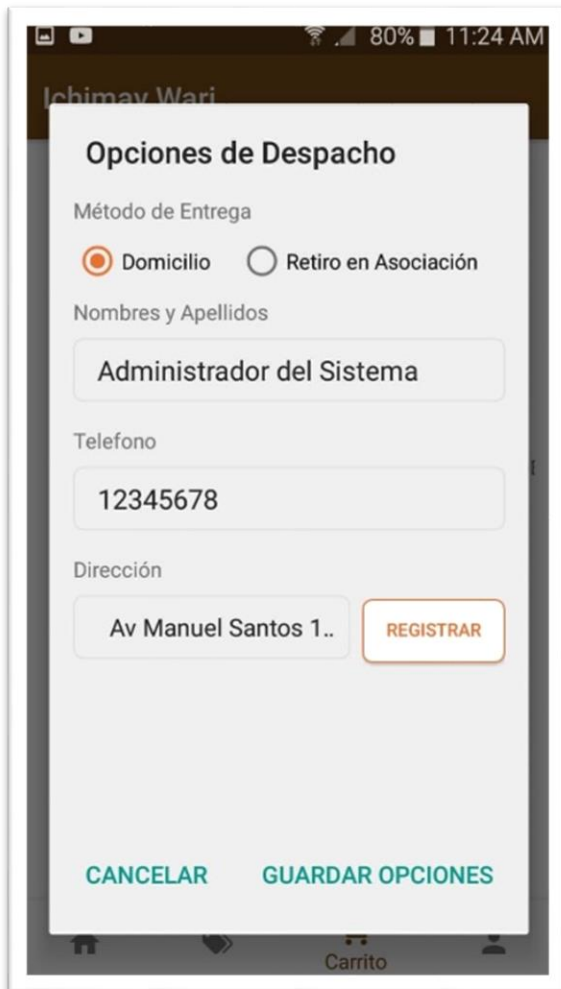 80% 11:24 AM
Ichimay Wari
Opciones de Despacho
Método de Entrega
Domicilio Retiro en Asociación
Nombres y Apellidos
Administrador del Sistema
Telefono
12345678
Dirección
Av Manuel Santos 1..
REGISTRAR
CANCELAR GUARDAR OPCIONES
Carrito